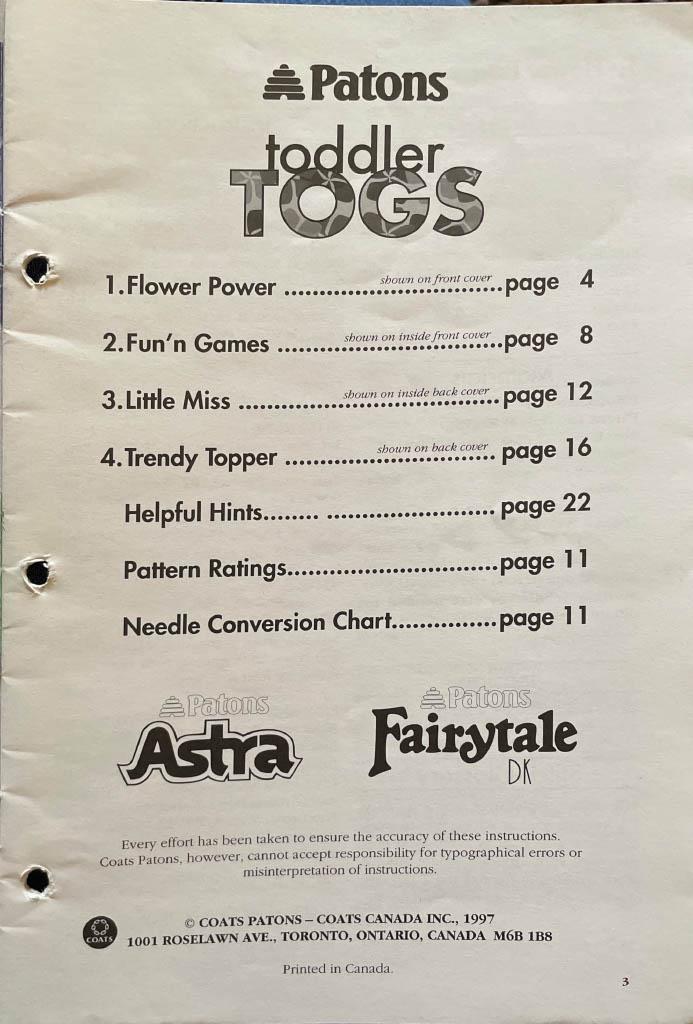 Patons
toddler
TOGS
1.Flower Power ........................shown on front cover........page 4
2.Fun'n Games ........................shown on inside front cover........page 8
3.Little Miss ........................shown on inside back cover........page 12
4.Trendy Topper ........................shown on back cover........page 16
Helpful Hints........ ........................page 22
Pattern Ratings................................page 11
Needle Conversion Chart...............page 11
Patons Patons
Astra Fairytale
DK
Every effort has been taken to ensure the accuracy of these instructions.
Coats Patons, however, cannot accept responsibility for typographical errors or
misinterpretation of instructions.
COATS
© COATS PATONS – COATS CANADA INC., 1997
1001 ROSELAWN AVE., TORONTO, ONTARIO, CANADA M6B 1B8
Printed in Canada.
3